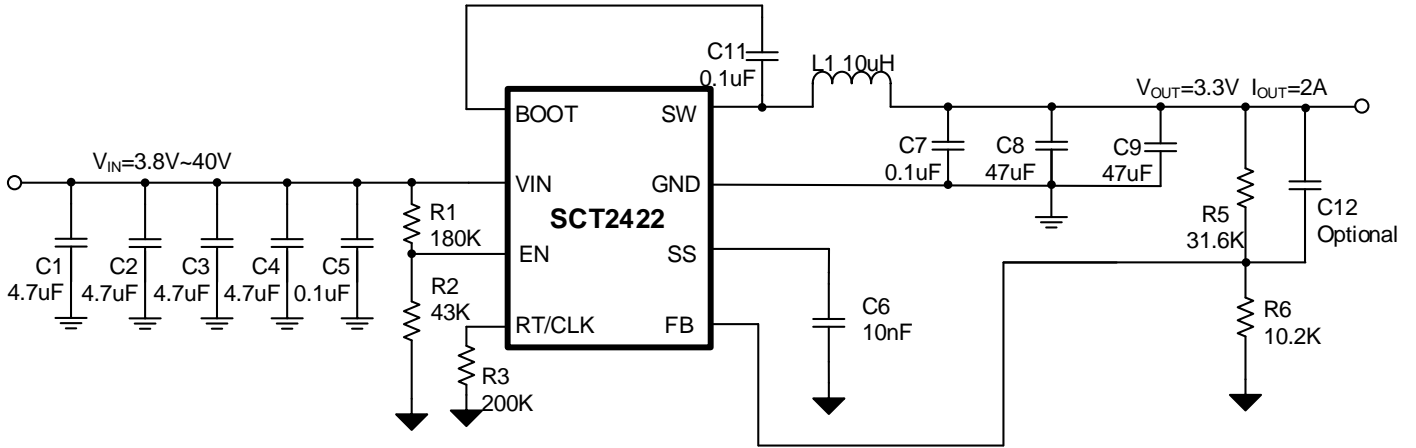 C11
0.1uF
L1 10uH
BOOT
SW
VOUT=3.3V IOUT=2A
VIN=3.8V~40V
VIN
GND
SCT2422
EN
SS
RT/CLK
FB
C7
0.1uF
C8
47uF
C9
47uF
R5
31.6K
C12
Optional
R1
180K
C1
4.7uF
C2
4.7uF
C3
4.7uF
C4
4.7uF
C5
0.1uF
R2
43K
R3
200K
C6
10nF
R6
10.2K